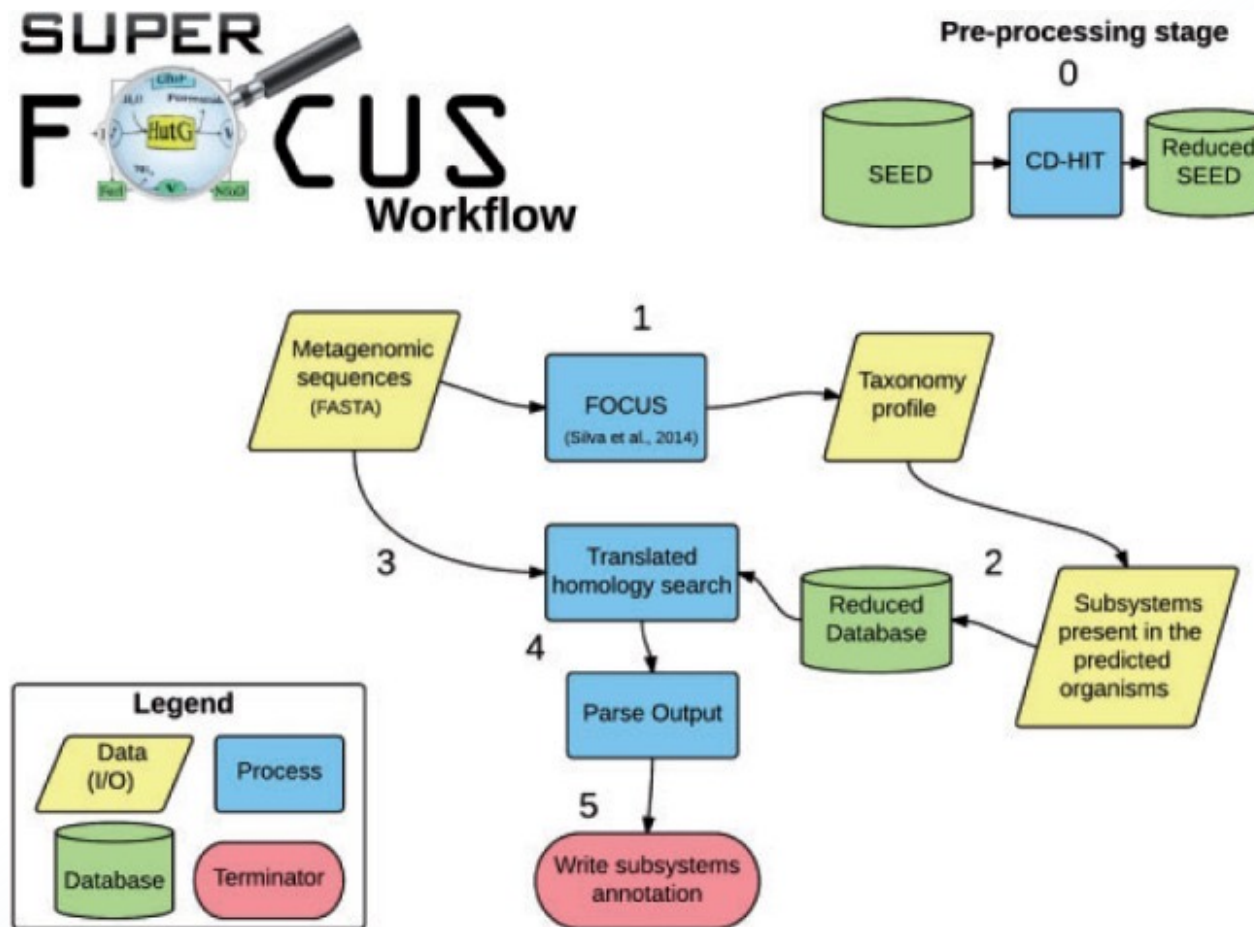 SUPER
FOCUS
Workflow
HutG
Pre-processing stage
0
SEED
CD-HIT
Reduced
SEED
1
Metagenomic
sequences
(FASTA)
FOCUS
(Silva et al., 2014)
Taxonomy
profile
3
Translated
homology search
2
Reduced
Database
Subsystems
present in the
predicted
organisms
4
Parse Output
5
Write subsystems
annotation
Legend
Data
(I/O)
Process
Database
Terminator